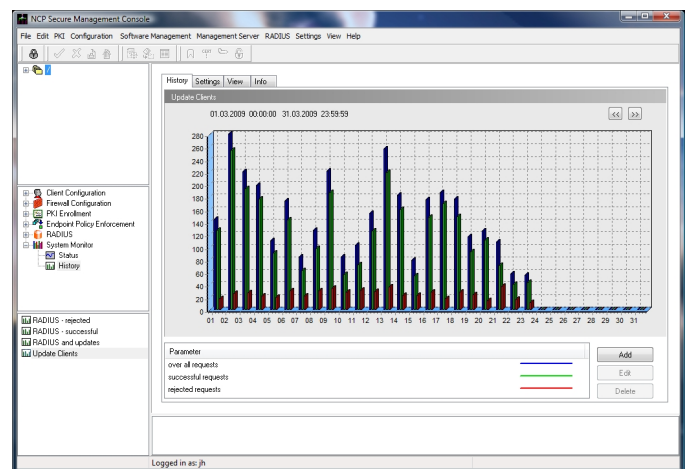 NCP Secure Management Console
File Edit PKI Configuration Software Management Management Server RADIUS Settings View Help
CERT
/
Client Configuration
Firewall Configuration
PKI Enrollment
Endpoint Policy Enforcement
RADIUS
System Monitor
Status
History
RADIUS - rejected
RADIUS - successful
RADIUS and updates
Update Clients
History Settings View Info
Update Clients
01.03.2009 00:00:00 31.03.2009 23:59:59
<< >>
280
260
240
220
200
180
160
140
120
100
80
60
40
20
0
01 02 03 04 05 06 07 08 09 10 11 12 13 14 15 16 17 18 19 20 21 22 23 24 25 26 27 28 29 30 31
Parameter
over all requests
successful requests
rejected requests
Add
Edit
Delete
Logged in as: jh